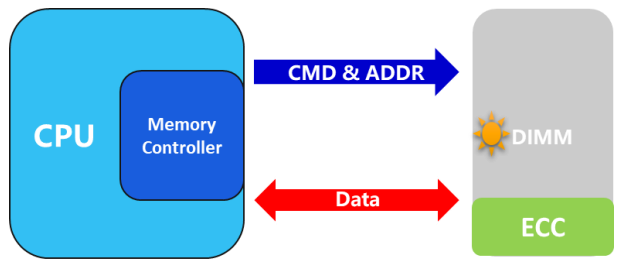 CPU
Memory
Controller
CMD & ADDR
Data
DIMM
ECC